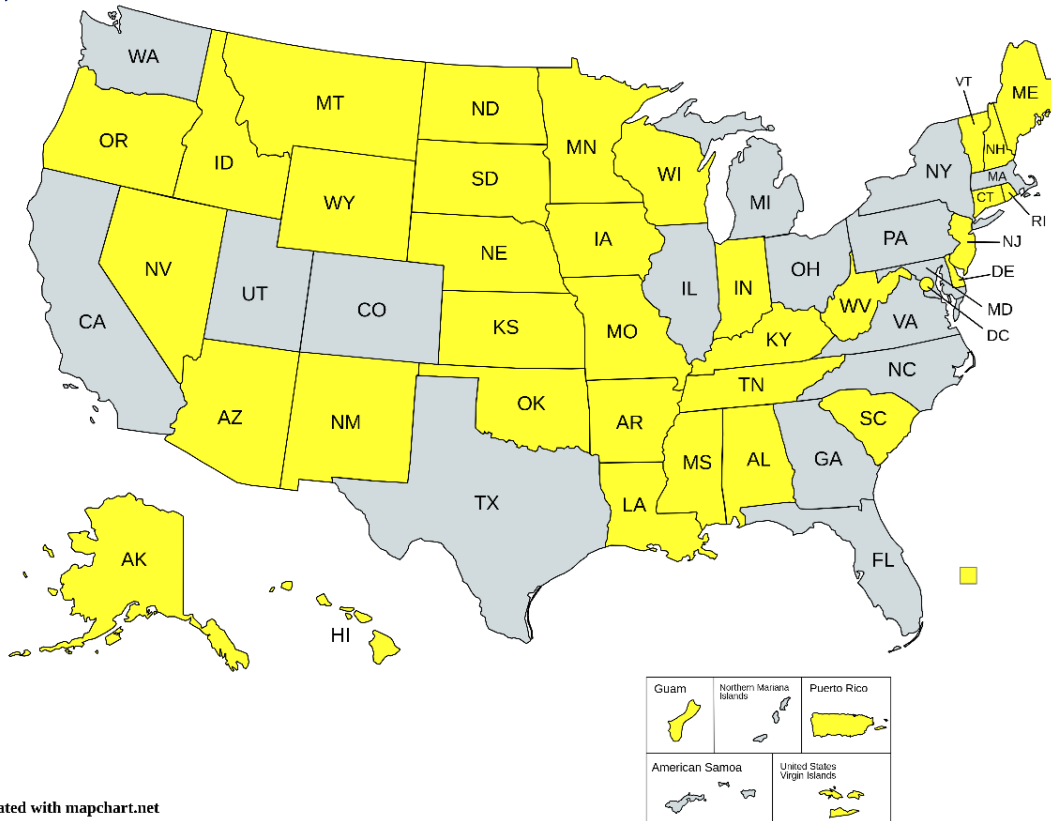 WA
MT
ND
MN
VT
ME
OR
ID
SD
WI
NH
NY
MA
WY
MI
CT
RI
NE
IA
PA
NJ
NV
UT
CO
IL
IN
OH
DE
CA
KS
MO
WV
VA
MD
DC
KY
NC
AZ
NM
OK
AR
TN
SC
MS
AL
GA
TX
LA
AK
FL
HI
Guam
Northern Mariana
Islands
Puerto Rico
American Samoa
United States
Virgin Islands
ated with mapchart.net